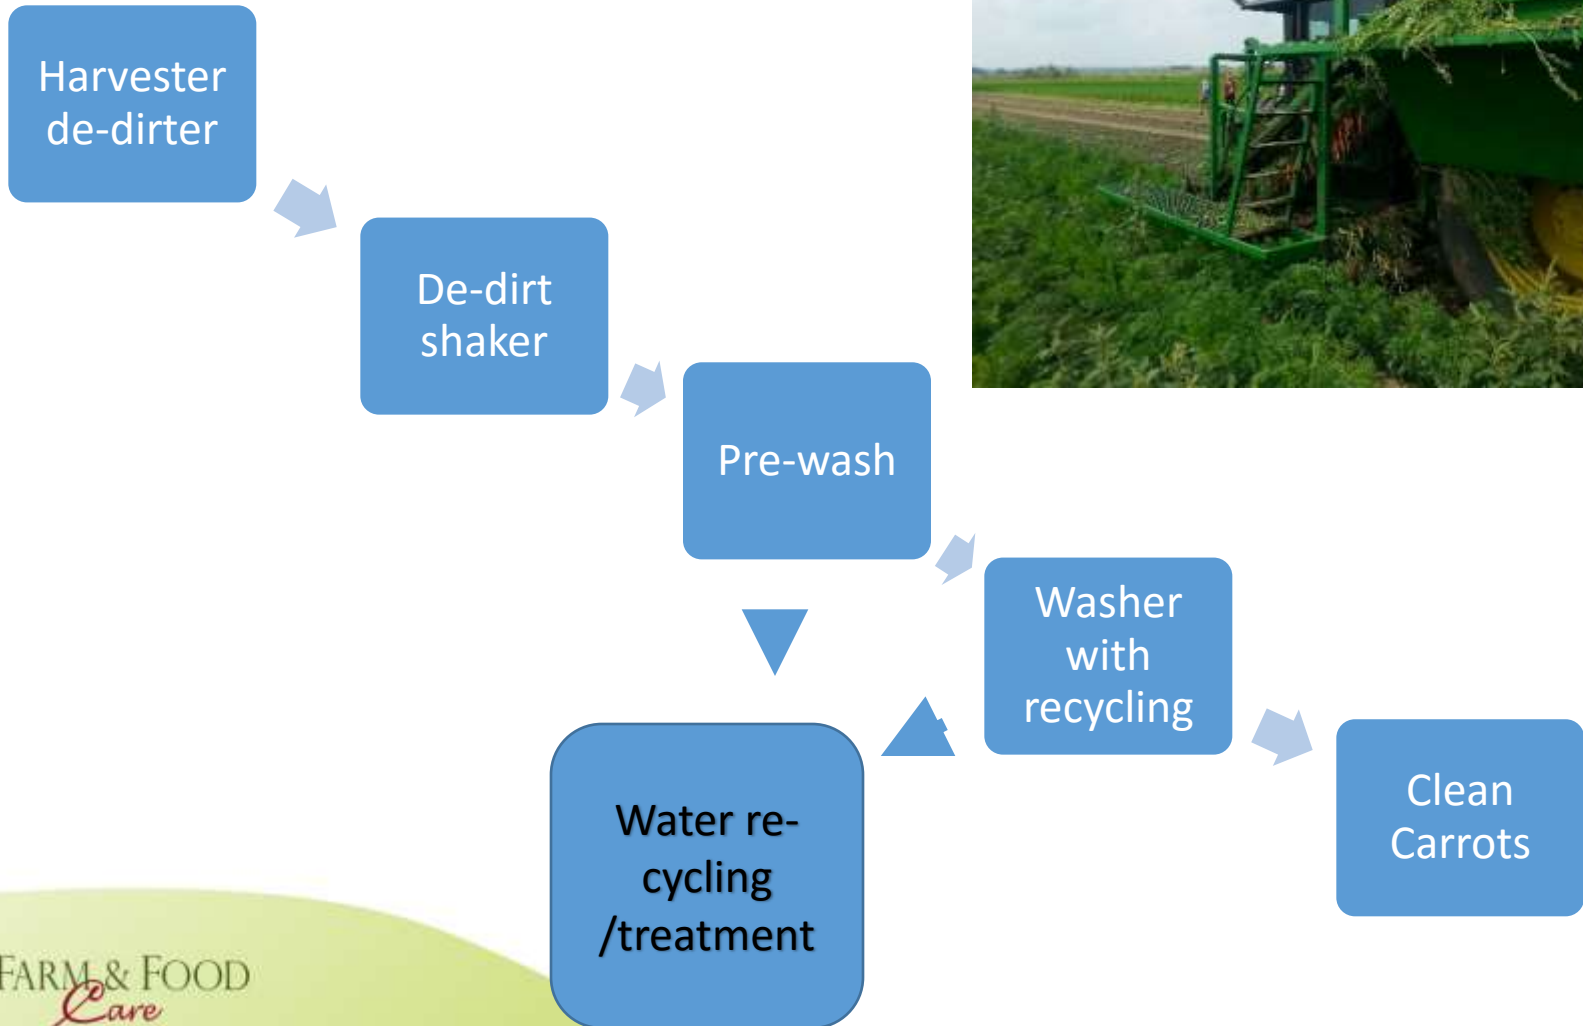 Harvester
de-dirter
De-dirt
shaker
Pre-wash
Washer
with
recycling
Clean
Carrots
Water re-
cycling
/treatment
FARM & FOOD
Care